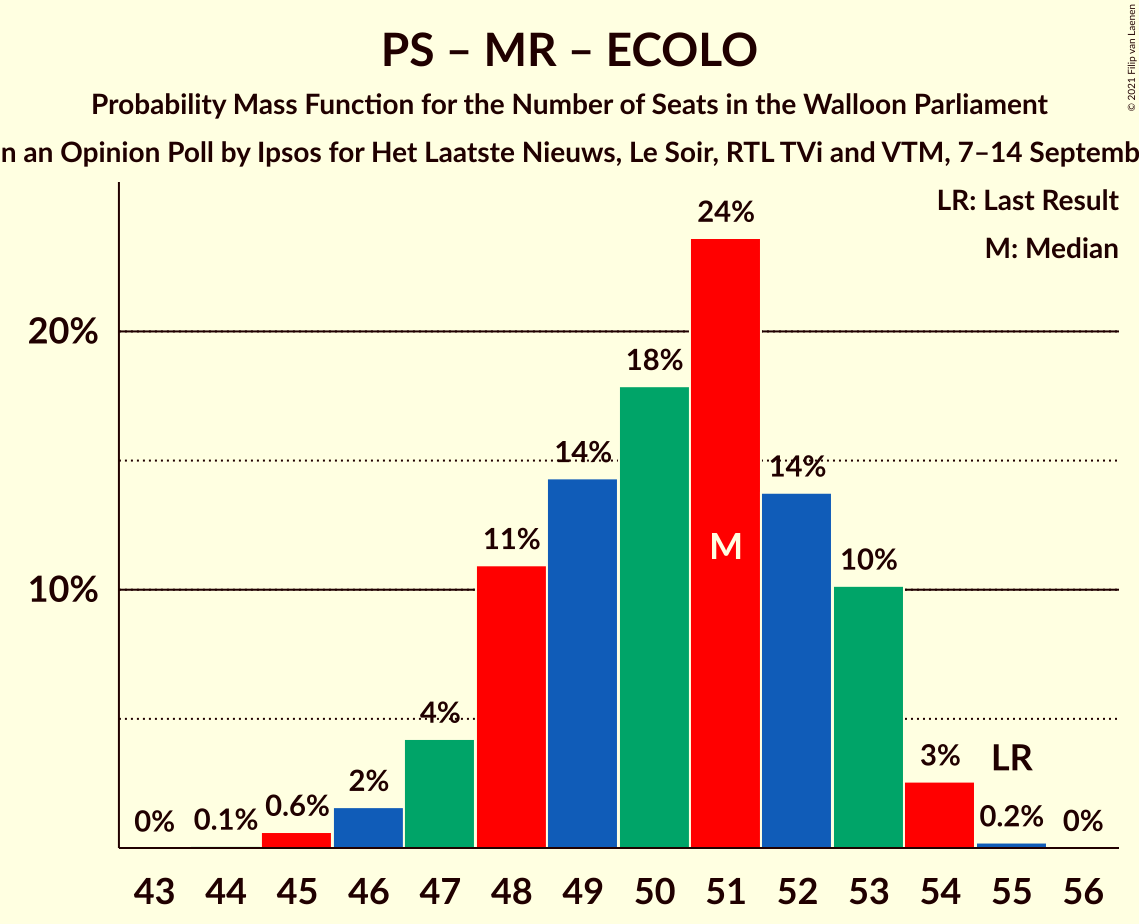 PS – MR – ECOLO
Probability Mass Function for the Number of Seats in the Walloon Parliament
an Opinion Poll by Ipsos for Het Laatste Nieuws, Le Soir, RTL TVi and VTM, 7–14 Septemb
© 2021 Filip van Laenen
LR: Last Result
M: Median
20%
10%
0% 0.1% 0.6% 2% 4% 11% 14% 18% 24% 14% 10% 3% 0.2% 0%
M
LR
43 44 45 46 47 48 49 50 51 52 53 54 55 56